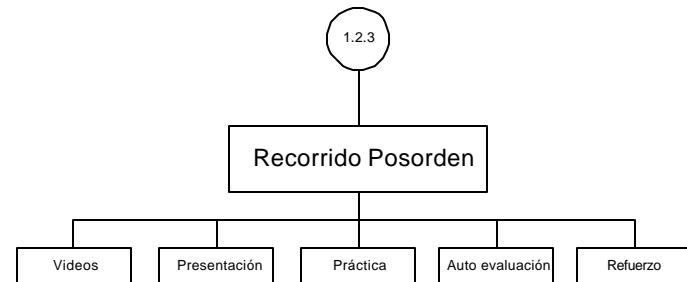 1.2.3
Recorrido Posorden
Videos
Presentación
Práctica
Auto evaluación
Refuerzo